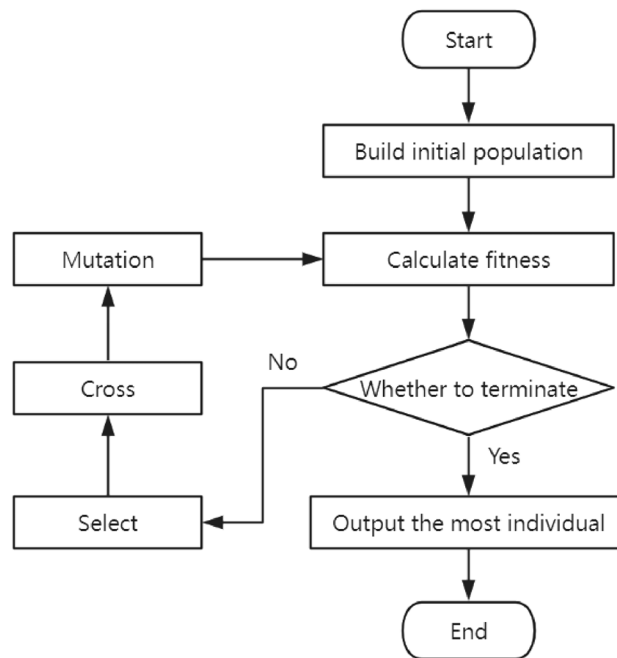 Start
Build initial population
Mutation
Calculate fitness
No
Cross
Whether to terminate
Yes
Select
Output the most individual
End